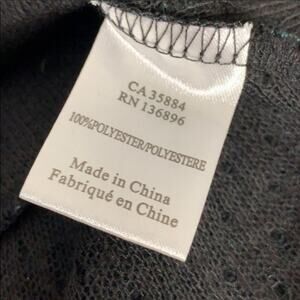 CA 35884
RN 136896
100%POLYESTER/POLYESTERE
Made in China
Fabriqué en Chine